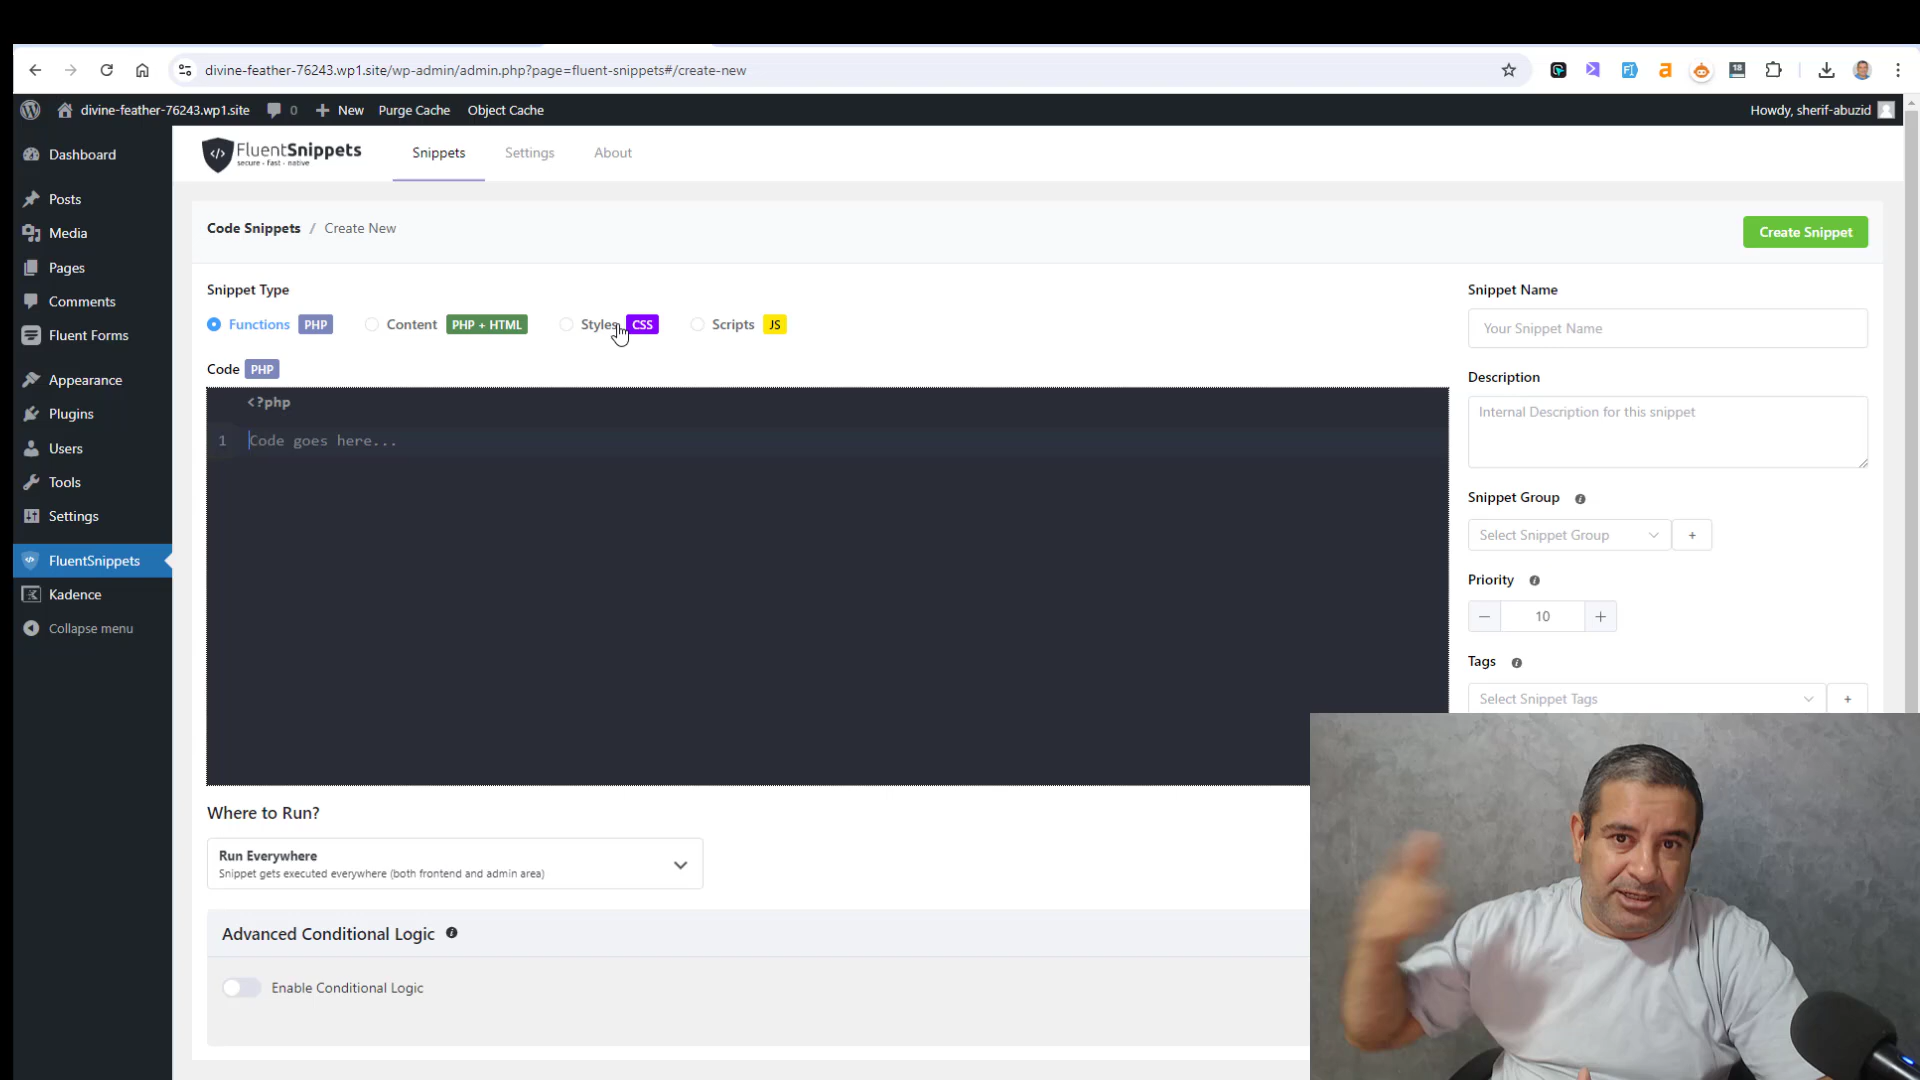 divine-feather-76243.wp1.site/wp-admin/admin.php?page=fluent-snippets#/create-new
18
divine-feather-76243.wp1.site 0 New Purge Cache Object Cache Howdy, sherif-abuzid
Dashboard
Posts
Media
Pages
Comments
Fluent Forms
Appearance
Plugins
Users
Tools
Settings
FluentSnippets
Kadence
Collapse menu
FluentSnippets
secure - fast - native
Snippets Settings About
Code Snippets / Create New
Create Snippet
Snippet Type
Functions PHP Content PHP + HTML Styles CSS Scripts JS
Code PHP
<?php
1 Code goes here...
Where to Run?
Run Everywhere
Snippet gets executed everywhere (both frontend and admin area)
Advanced Conditional Logic
Enable Conditional Logic
Snippet Name
Your Snippet Name
Description
Internal Description for this snippet
Snippet Group
Select Snippet Group +
Priority
10
Tags
Select Snippet Tags +